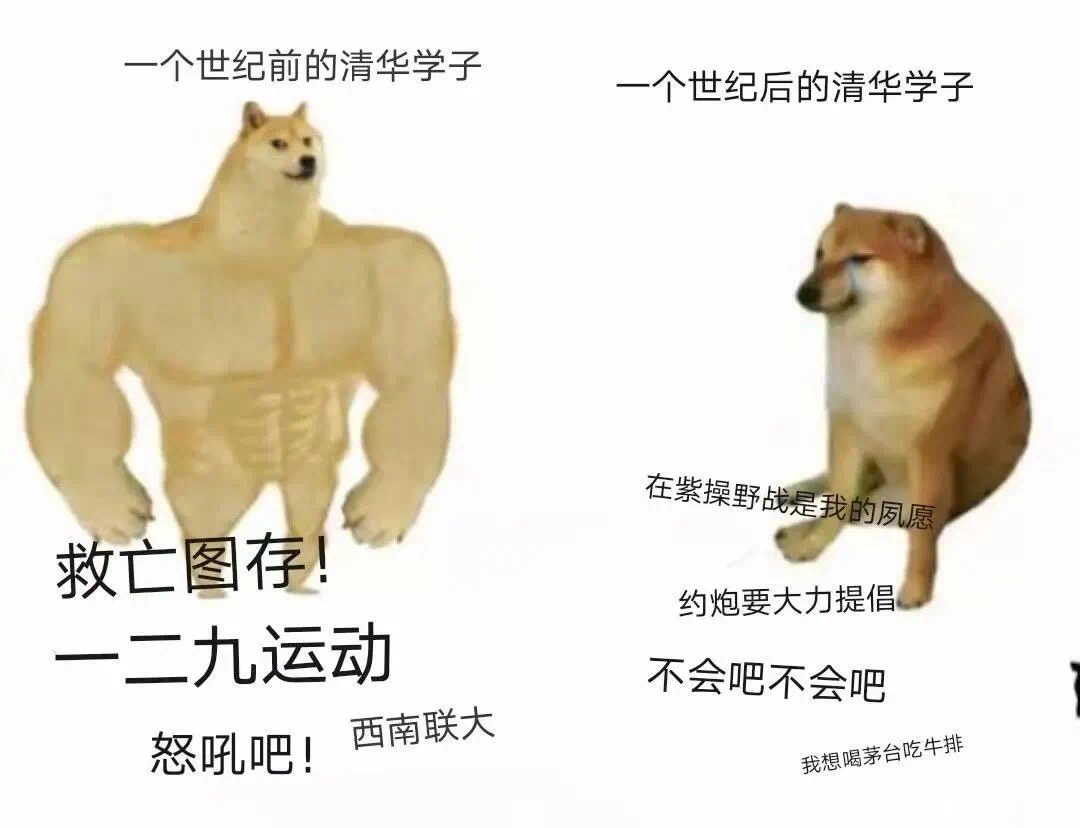 一个世纪前的清华学子
一个世纪后的清华学子
救亡图存！
一二九运动
怒吼吧！
西南联大
在紫操野战是我的夙愿
约炮要大力提倡
不会吧不会吧
我想喝茅台吃牛排